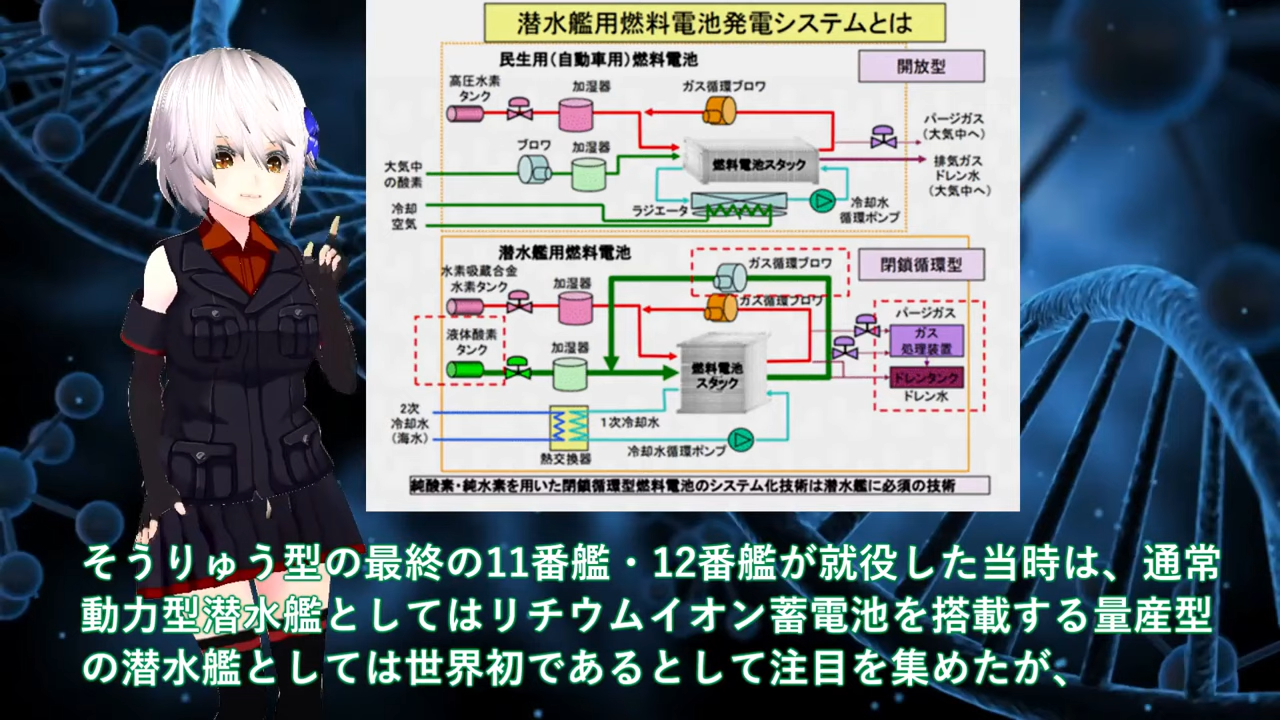 潜水艦用燃料電池発電システムとは
民生用(自動車用)燃料電池
開放型
高圧水素
タンク
加湿器
ガス循環ブロワ
パージガス
(大気中へ)
ブロワ
加湿器
大気中
の酸素
燃料電池スタック
排気ガス
ドレン水
(大気中へ)
冷却
空気
ラジエータ
冷却水
循環ポンプ
潜水艦用燃料電池
閉鎖循環型
水素吸蔵合金
水素タンク
加湿器
ガス循環ブロワ
ガス循環ブロワ
パージガス
ガス
処理装置
液体酸素
タンク
加湿器
燃料電池
スタック
ドレンタンク
ドレン水
2次
冷却水
(海水)
1次冷却水
熱交換器
冷却水循環ポンプ
純酸素・純水素を用いた閉鎖循環型燃料電池のシステム化技術は潜水艦に必須の技術
そうりゅう型の最終の11番艦・12番艦が就役した当時は、通常
動力型潜水艦としてはリチウムイオン蓄電池を搭載する量産型
の潜水艦としては世界初であるとして注目を集めたが、